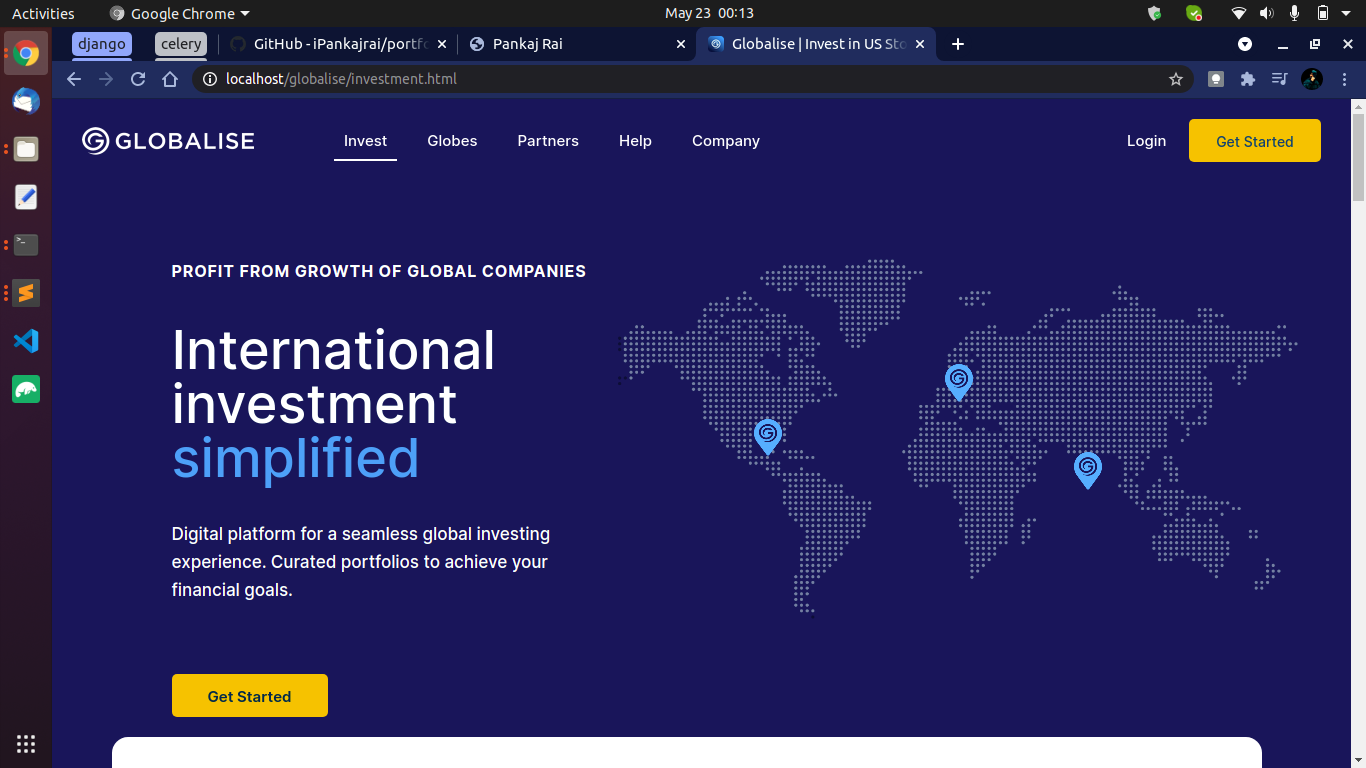 Activities
Google Chrome
May 23 00:13
django
celery
GitHub - iPankajrai/portfo
Pankaj Rai
Globalise | Invest in US Sto
localhost/globalise/investment.html
GLOBALISE
Invest
Globes
Partners
Help
Company
Login
Get Started
PROFIT FROM GROWTH OF GLOBAL COMPANIES
International
investment
simplified
Digital platform for a seamless global investing
experience. Curated portfolios to achieve your
financial goals.
Get Started